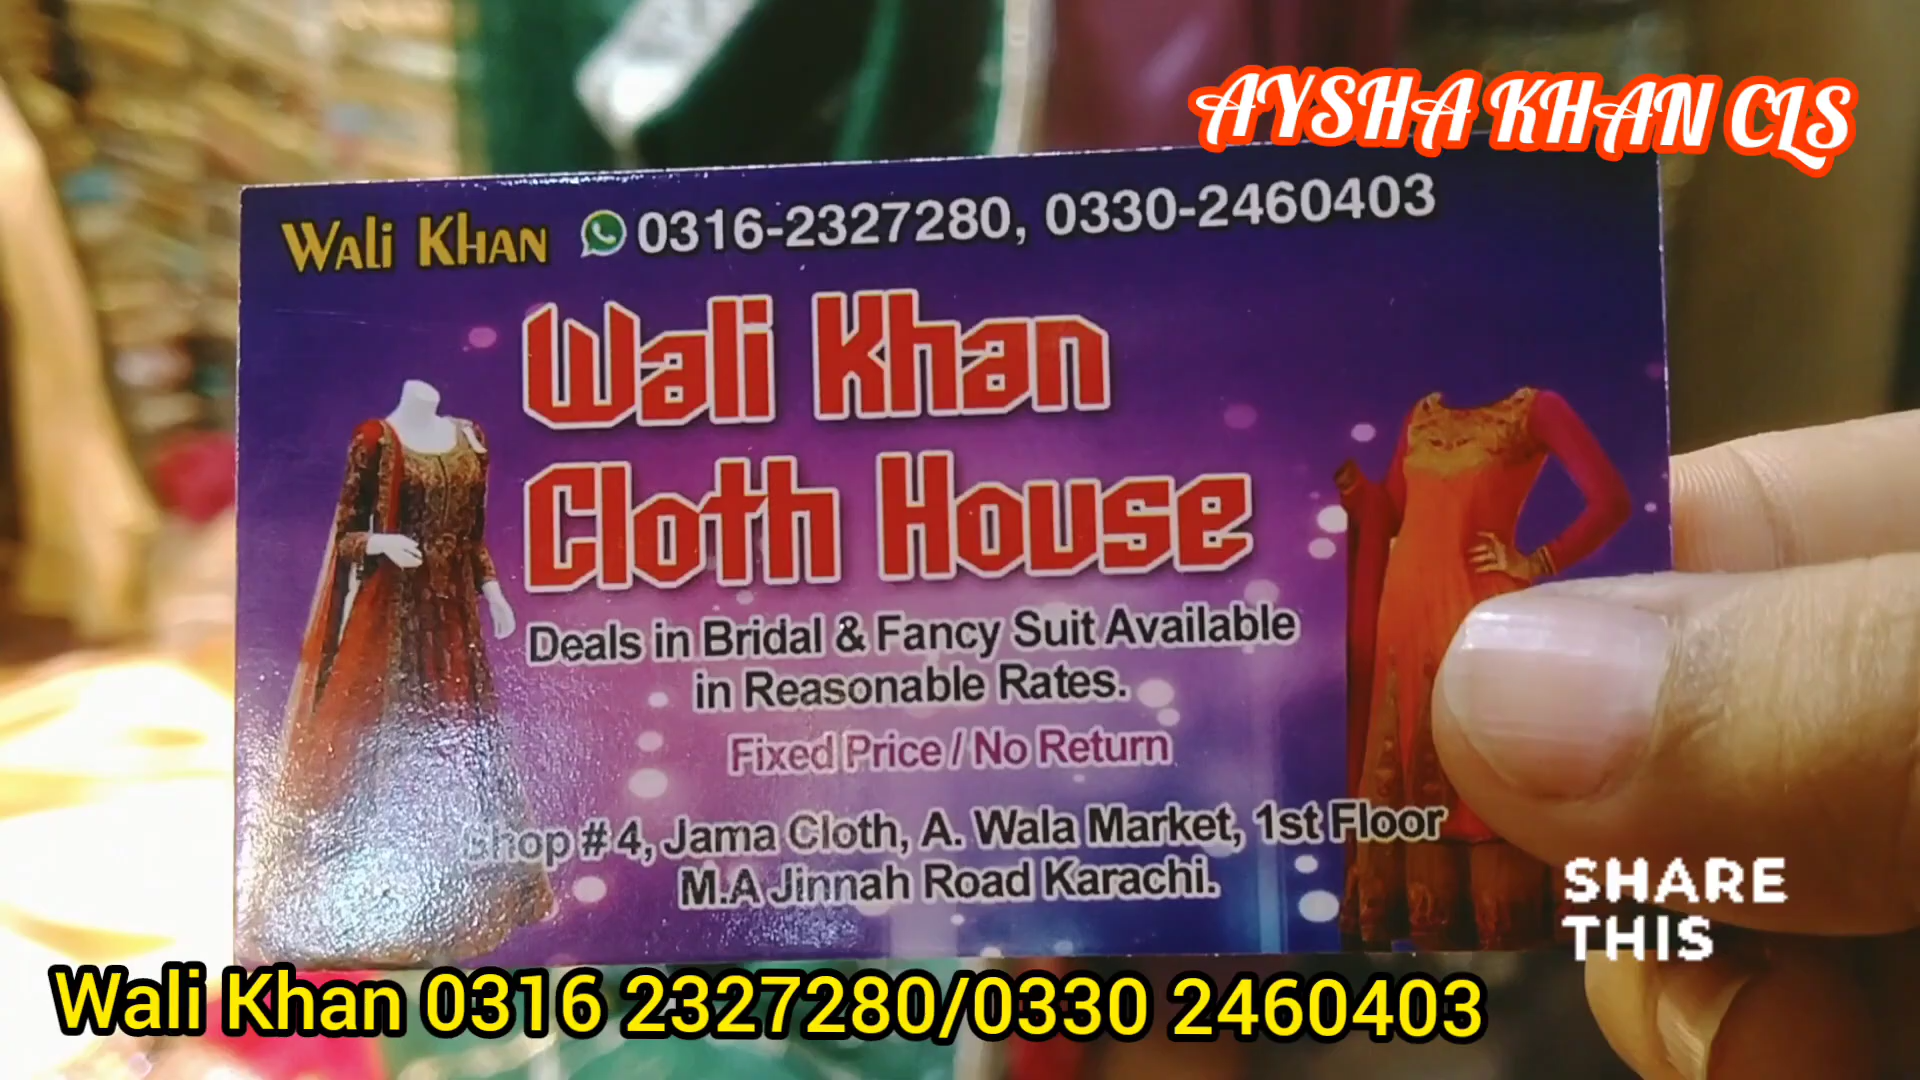 AYSHA KHAN CLS
Wali Khan 0316-2327280, 0330-2460403
Wali Khan
Cloth House
Deals in Bridal & Fancy Suit Available
in Reasonable Rates.
Fixed Price / No Return
Shop # 4, Jama Cloth, A. Wala Market, 1st Floor
M.A Jinnah Road Karachi.
SHARE
THIS
Wali Khan 0316 2327280/0330 2460403